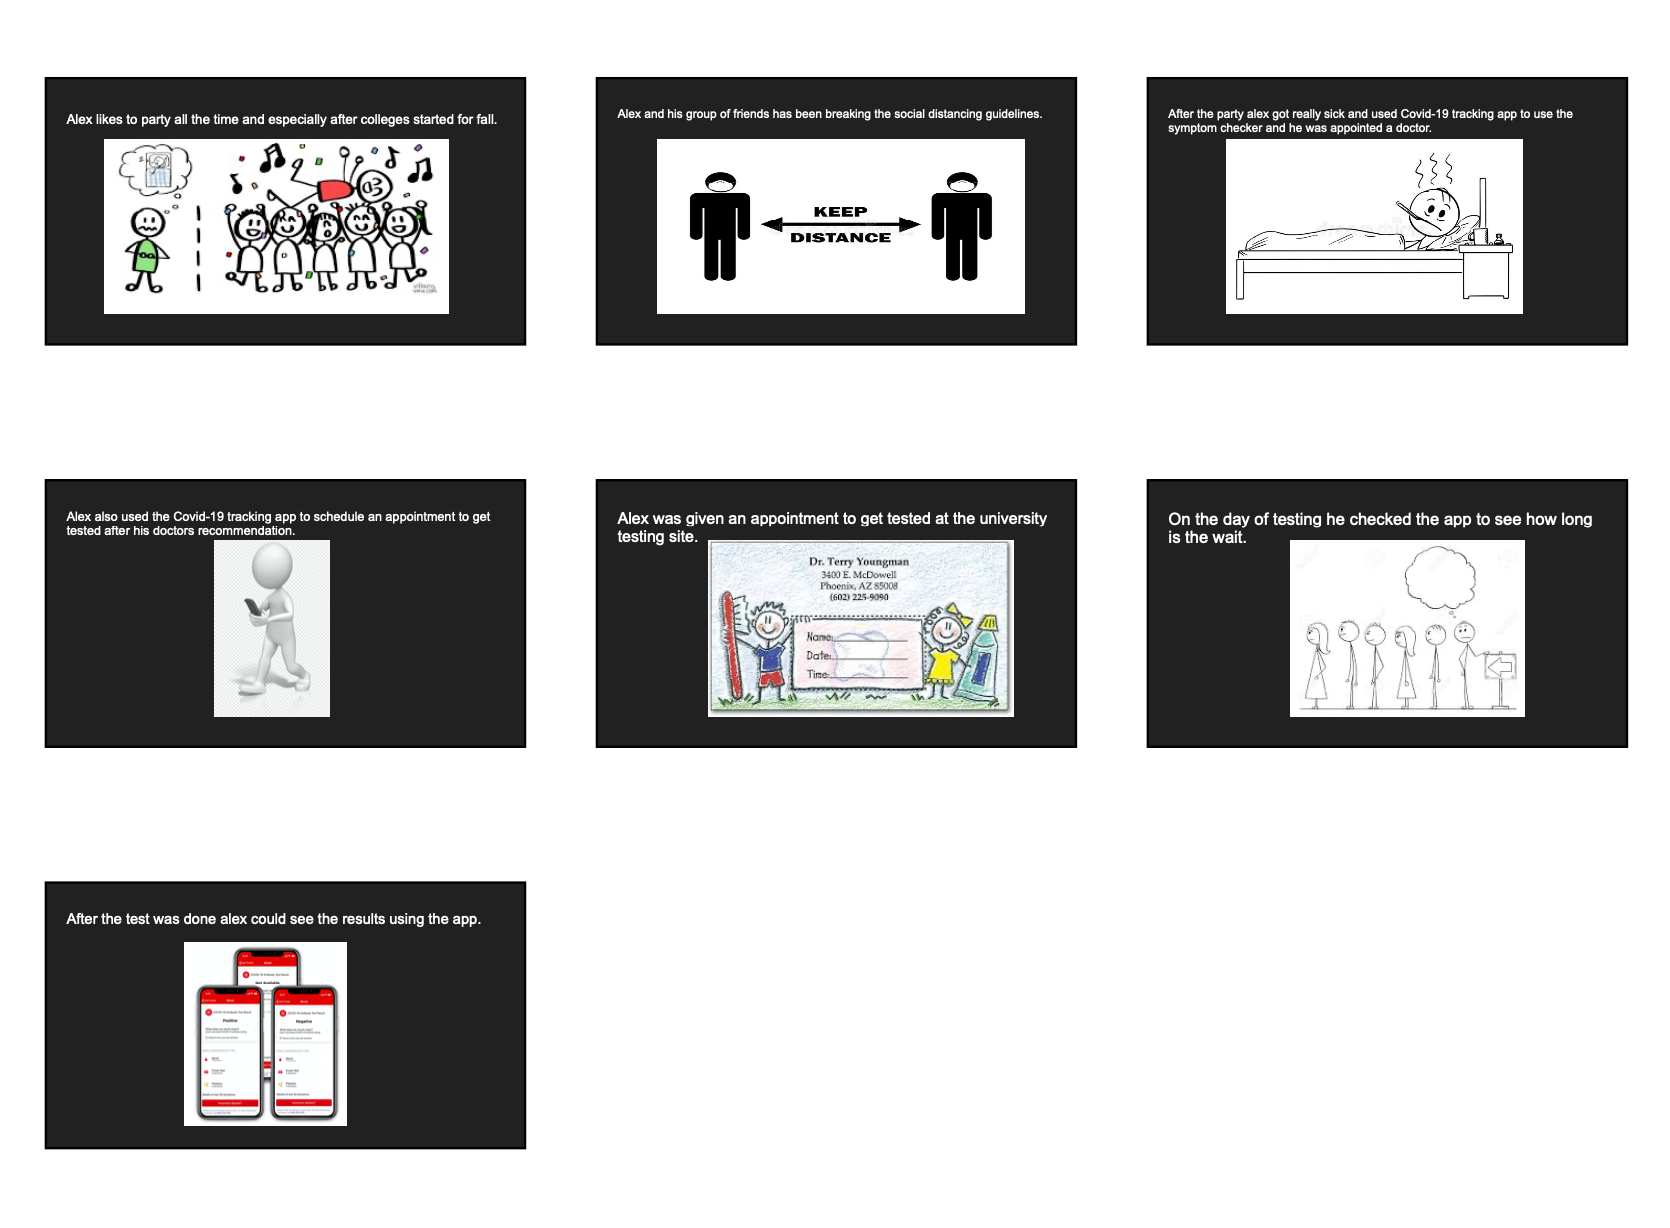 Alex likes to party all the time and especially after colleges started for fall.
Alex and his group of friends has been breaking the social distancing guidelines.
KEEP
DISTANCE
After the party alex got really sick and used Covid-19 tracking app to use the
symptom checker and he was appointed a doctor.
Alex also used the Covid-19 tracking app to schedule an appointment to get
tested after his doctors recommendation.
Alex was given an appointment to get tested at the university
testing site.
Dr. Terry Youngman
3400 E. McDowell
Phoenix, AZ 85008
(602) 225-9090
Name:
Date:
Time:
On the day of testing he checked the app to see how long
is the wait.
After the test was done alex could see the results using the app.
Not Available
Positive
Negative